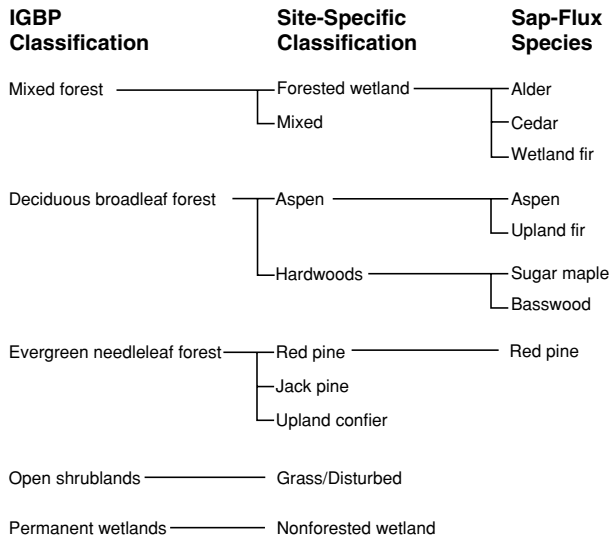 IGBP Classification
Site-Specific Classification
Sap-Flux Species
Mixed forest
Forested wetland
Alder
Mixed
Cedar
Wetland fir
Deciduous broadleaf forest
Aspen
Aspen
Upland fir
Hardwoods
Sugar maple
Basswood
Evergreen needleleaf forest
Red pine
Red pine
Jack pine
Upland confier
Open shrublands
Grass/Disturbed
Permanent wetlands
Nonforested wetland